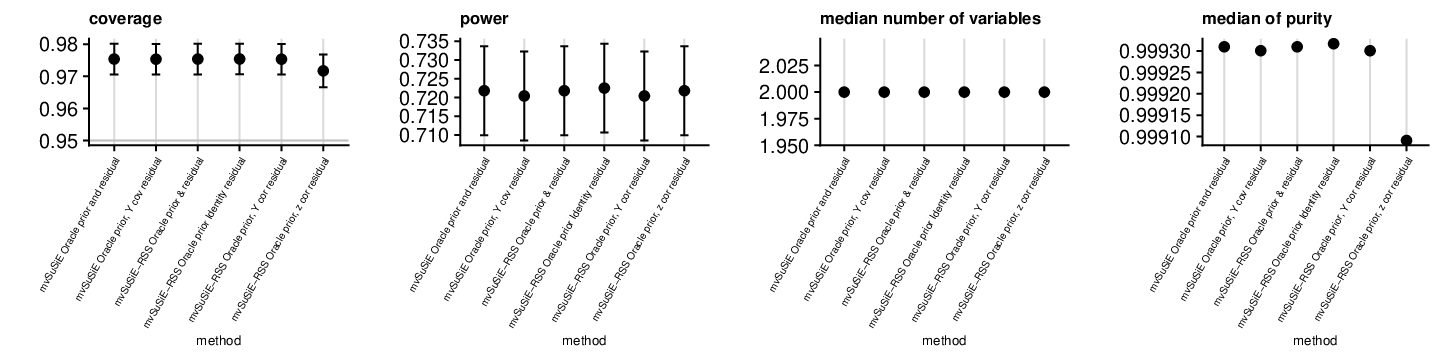 coverage
0.98
0.97
0.96
0.95
mvSuSiE Oracle prior and residual
mvSuSiE Oracle prior, Y cov residual
mvSuSiE−RSS Oracle prior & residual
mvSuSiE−RSS Oracle prior Identity residual
mvSuSiE−RSS Oracle prior, Y cor residual
mvSuSiE−RSS Oracle prior, z cor residual
method
power
0.735
0.730
0.725
0.720
0.715
0.710
mvSuSiE Oracle prior and residual
mvSuSiE Oracle prior, Y cov residual
mvSuSiE−RSS Oracle prior & residual
mvSuSiE−RSS Oracle prior Identity residual
mvSuSiE−RSS Oracle prior, Y cor residual
mvSuSiE−RSS Oracle prior, z cor residual
method
median number of variables
2.025
2.000
1.975
1.950
mvSuSiE Oracle prior and residual
mvSuSiE Oracle prior, Y cov residual
mvSuSiE−RSS Oracle prior & residual
mvSuSiE−RSS Oracle prior Identity residual
mvSuSiE−RSS Oracle prior, Y cor residual
mvSuSiE−RSS Oracle prior, z cor residual
method
median of purity
0.99930
0.99925
0.99920
0.99915
0.99910
mvSuSiE Oracle prior and residual
mvSuSiE Oracle prior, Y cov residual
mvSuSiE−RSS Oracle prior & residual
mvSuSiE−RSS Oracle prior Identity residual
mvSuSiE−RSS Oracle prior, Y cor residual
mvSuSiE−RSS Oracle prior, z cor residual
method